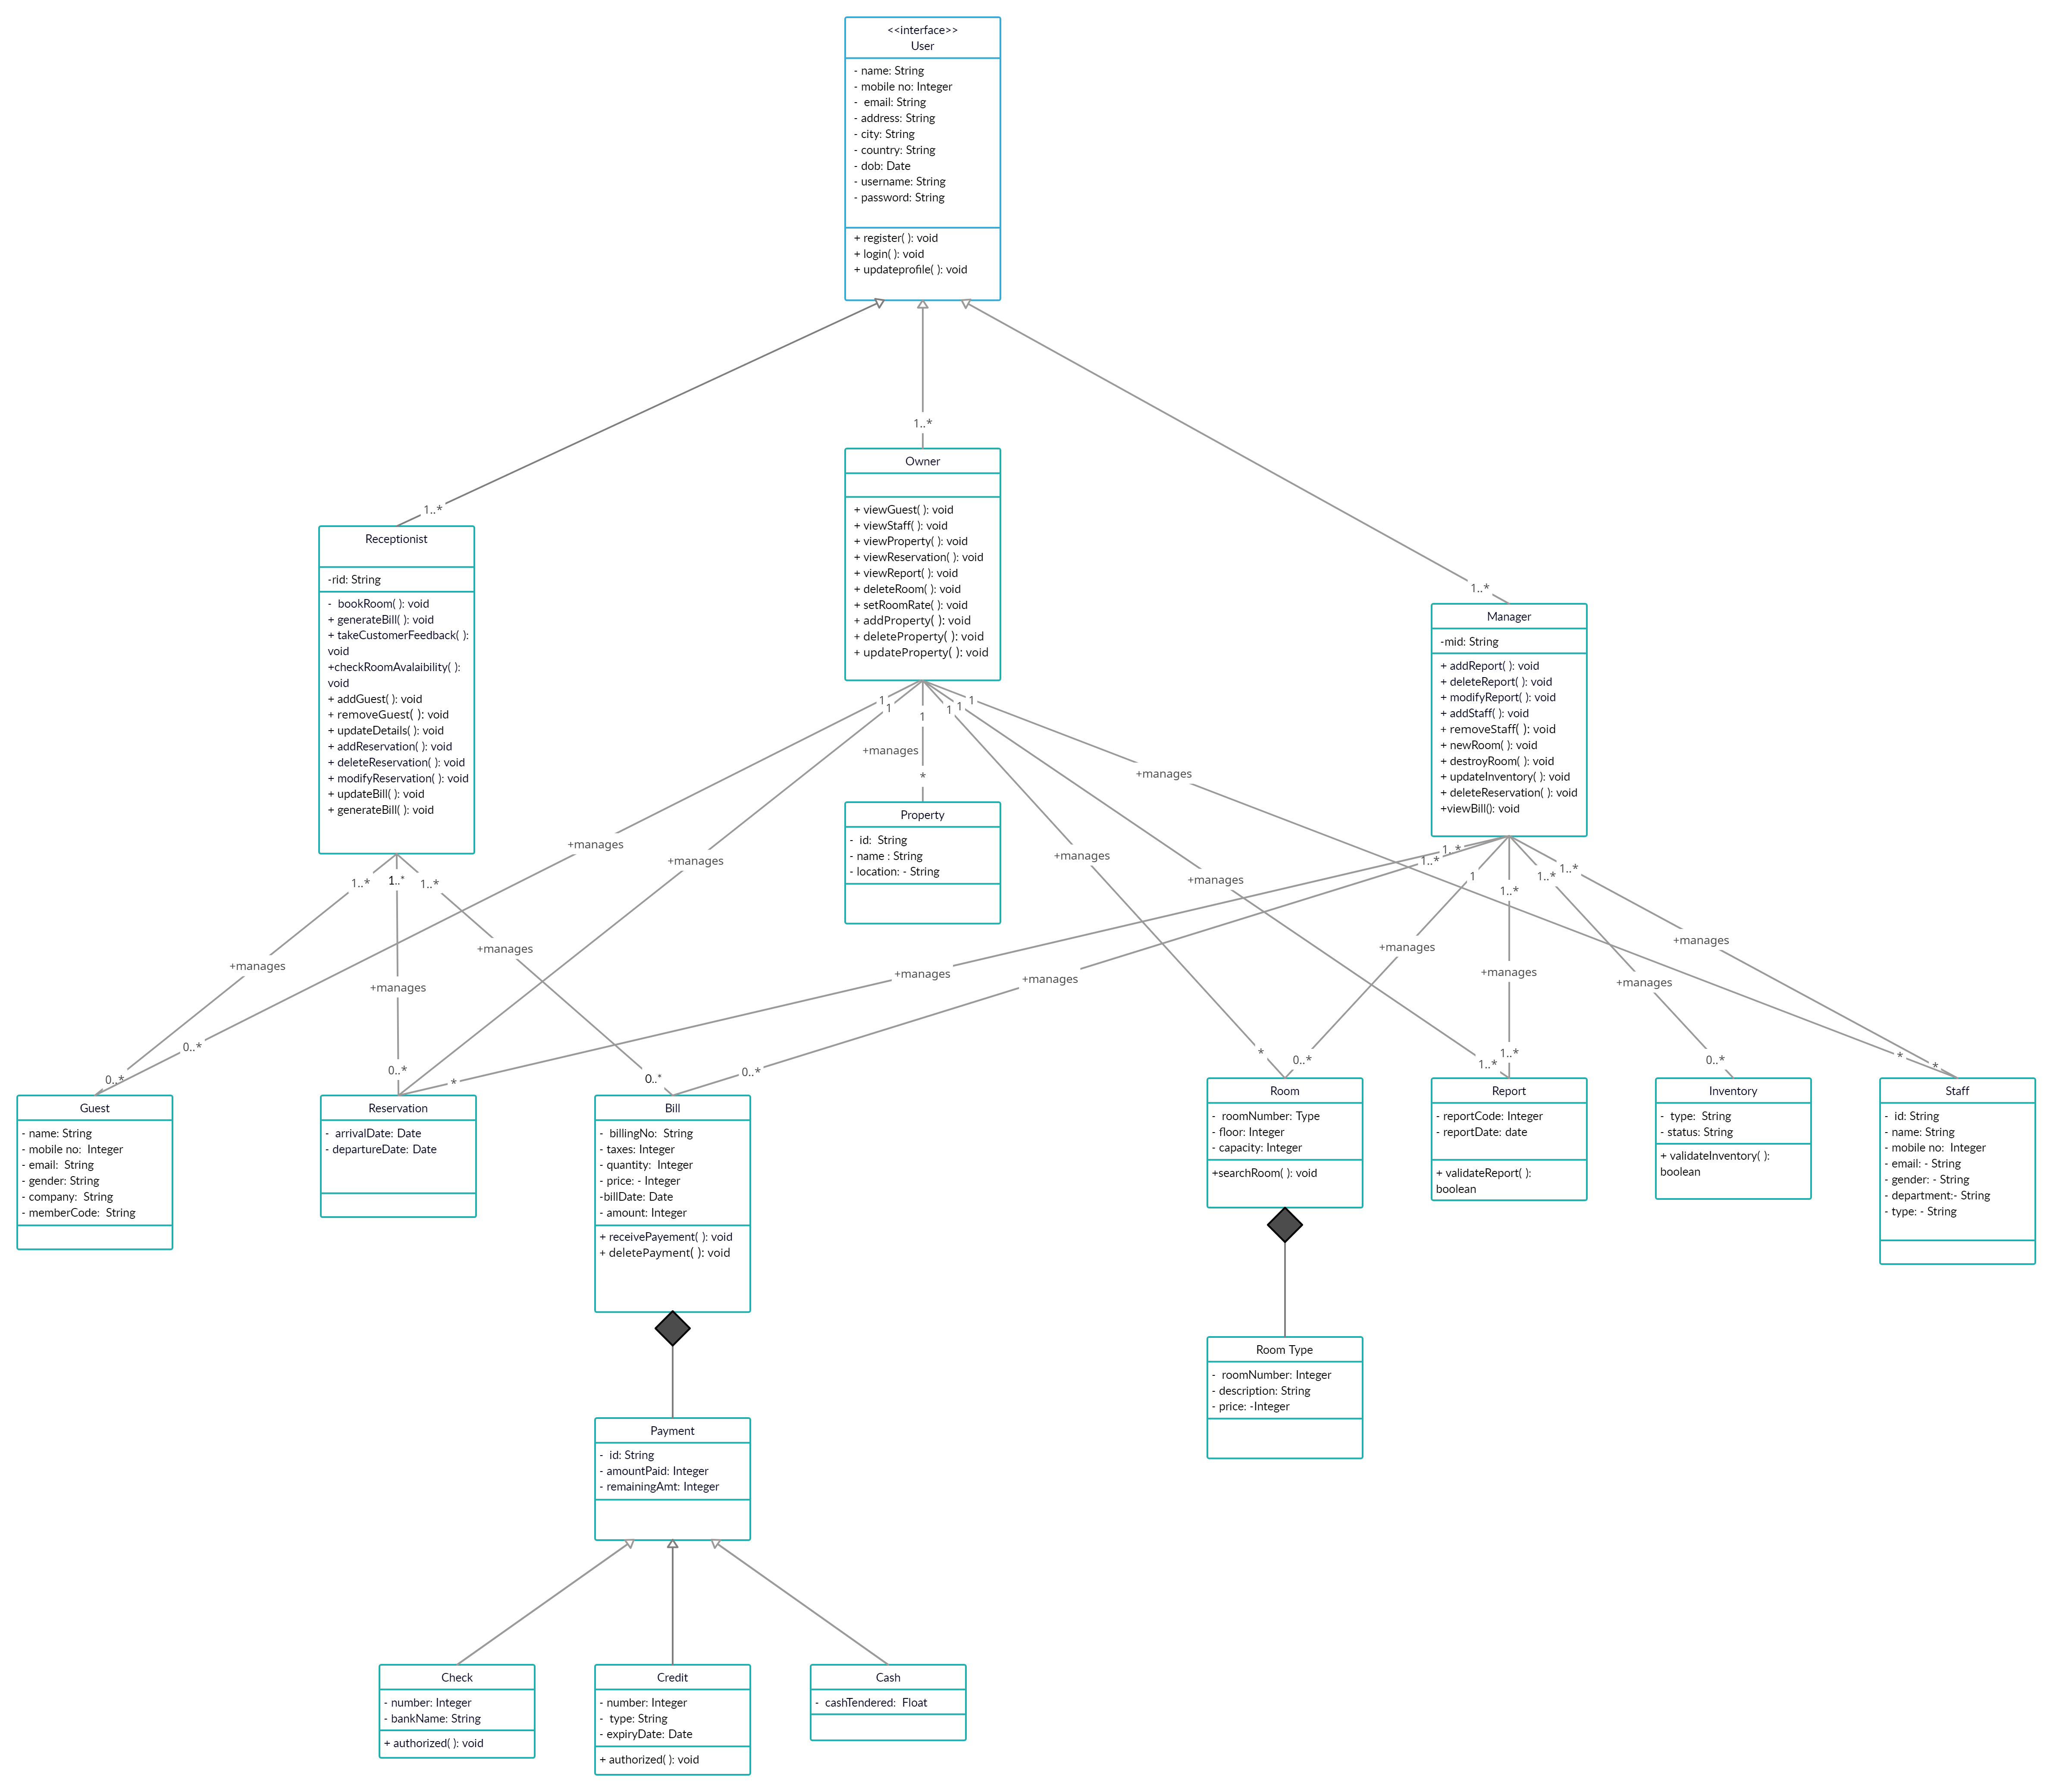 <<interface>>
User
- name: String
- mobile no: Integer
-  email: String
- address: String
- city: String
- country: String
- dob: Date
- username: String
- password: String
+ register( ): void
+ login( ): void
+ updateprofile( ): void
1..*
1..*
1..*
Receptionist
-rid: String
-  bookRoom( ): void
+ generateBill( ): void
+ takeCustomerFeedback( ):
void
+checkRoomAvalaibility( ):
void
+ addGuest( ): void
+ removeGuest( ): void
+ updateDetails( ): void
+ addReservation( ): void
+ deleteReservation( ): void
+ modifyReservation( ): void
+ updateBill( ): void
+ generateBill( ): void
Owner
+ viewGuest( ): void
+ viewStaff( ): void
+ viewProperty( ): void
+ viewReservation( ): void
+ viewReport( ): void
+ deleteRoom( ): void
+ setRoomRate( ): void
+ addProperty( ): void
+ deleteProperty( ): void
+ updateProperty( ): void
Manager
-mid: String
+ addReport( ): void
+ deleteReport( ): void
+ modifyReport( ): void
+ addStaff( ): void
+ removeStaff( ): void
+ newRoom( ): void
+ destroyRoom( ): void
+ updateInventory( ): void
+ deleteReservation( ): void
+viewBill(): void
1
1
1
1
1
1
+manages
*
+manages
+manages
+manages
+manages
+manages
Property
-  id:  String
- name : String
- location: - String
1..*
1..*
1..*
1..*
1..*
1
1..*
1..*
1..*
+manages
+manages
+manages
+manages
+manages
+manages
+manages
+manages
+manages
0..*
0..*
0..*
*
0..*
0..*
*
0..*
1..*
1..*
0..*
*
*
Guest
- name: String
- mobile no:  Integer
- email:  String
- gender: String
- company:  String
- memberCode:  String
Reservation
-  arrivalDate: Date
- departureDate: Date
Bill
-  billingNo:  String
- taxes: Integer
- quantity:  Integer
- price: - Integer
-billDate: Date
- amount: Integer
+ receivePayement( ): void
+ deletePayment( ): void
Room
-  roomNumber: Type
- floor: Integer
- capacity: Integer
+searchRoom( ): void
Report
- reportCode: Integer
- reportDate: date
+ validateReport( ):
boolean
Inventory
-  type:  String
- status: String
+ validateInventory( ):
boolean
Staff
-  id: String
- name: String
- mobile no:  Integer
- email: - String
- gender: - String
- department:- String
- type: - String
Room Type
-  roomNumber: Integer
- description: String
- price: -Integer
Payment
-  id: String
- amountPaid: Integer
- remainingAmt: Integer
Check
- number: Integer
- bankName: String
+ authorized( ): void
Credit
- number: Integer
-  type: String
- expiryDate: Date
+ authorized( ): void
Cash
-  cashTendered:  Float